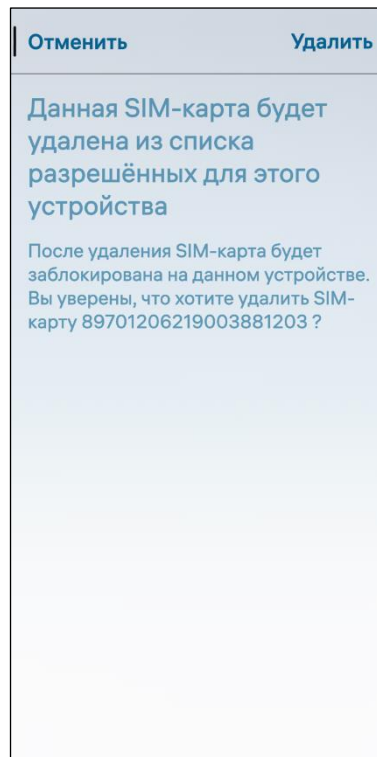 Отменить Удалить
Данная SIM-карта будет
удалена из списка
разрешённых для этого
устройства
После удаления SIM-карта будет
заблокирована на данном устройстве.
Вы уверены, что хотите удалить SIM-
карту 89701206219003881203 ?